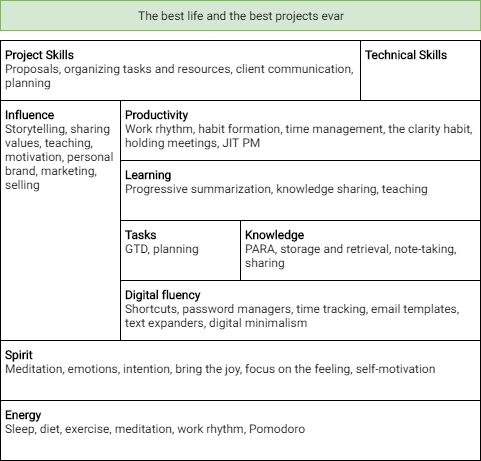 The best life and the best projects evar
Project Skills
Proposals, organizing tasks and resources, client communication,
planning
Technical Skills
Influence
Storytelling, sharing
values, teaching,
motivation, personal
brand, marketing,
selling
Productivity
Work rhythm, habit formation, time management, the clarity habit,
holding meetings, JIT PM
Learning
Progressive summarization, knowledge sharing, teaching
Tasks
GTD, planning
Knowledge
PARA, storage and retrieval, note-taking,
sharing
Digital fluency
Shortcuts, password managers, time tracking, email templates,
text expanders, digital minimalism
Spirit
Meditation, emotions, intention, bring the joy, focus on the feeling, self-motivation
Energy
Sleep, diet, exercise, meditation, work rhythm, Pomodoro